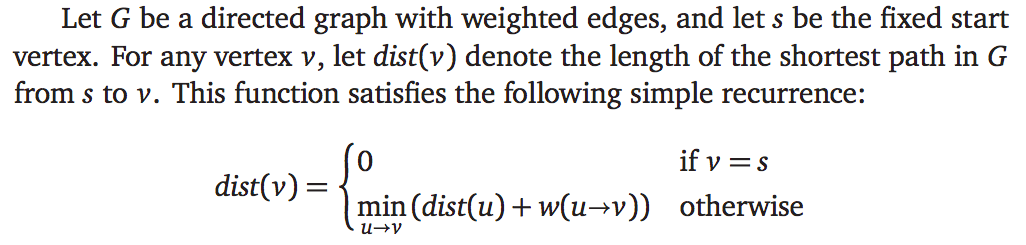 Let G be a directed graph with weighted edges, and let s be the fixed start
vertex. For any vertex v, let dist(v) denote the length of the shortest path in G
from s to v. This function satisfies the following simple recurrence:
dist(v) = { 0 if v = s
min u→v (dist(u) + w(u→v)) otherwise